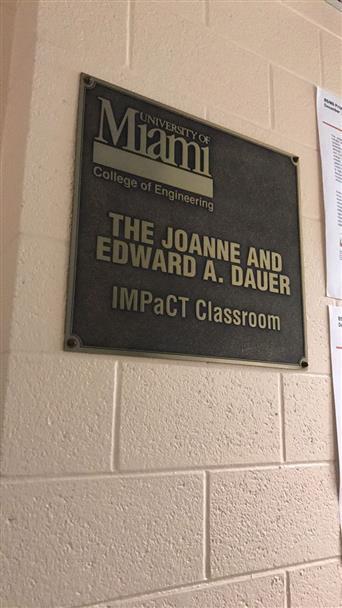 UNIVERSITY OF
Miami
College of Engineering
THE JOANNE AND
EDWARD A. DAUER
IMPaCT Classroom